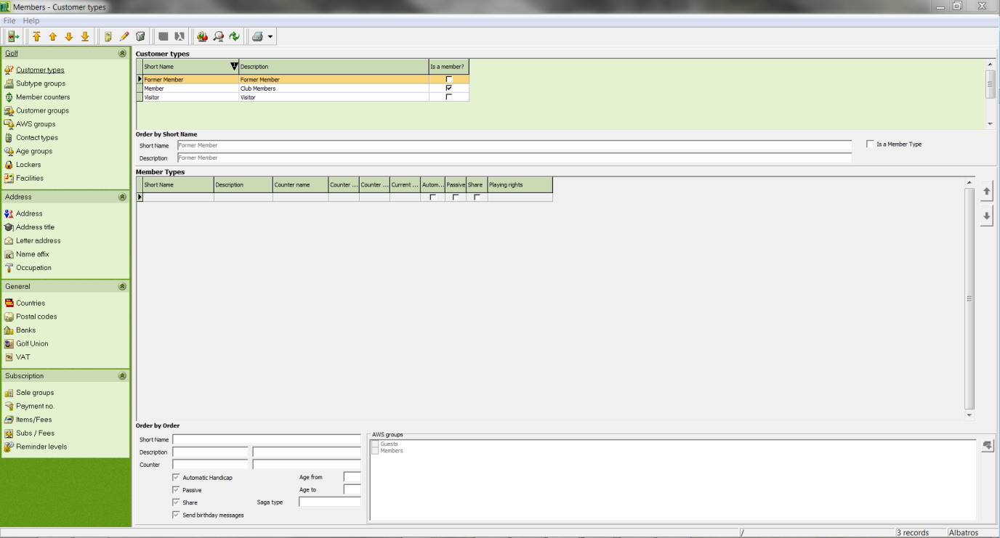 Members - Customer types
File Help
Golf
Customer types
Subtype groups
Member counters
Customer groups
AWS groups
Contact types
Age groups
Lockers
Facilities
Address
Address
Address title
Letter address
Name affix
Occupation
General
Countries
Postal codes
Banks
Golf Union
VAT
Subscription
Sale groups
Payment no.
Items/Fees
Subs / Fees
Reminder levels
Customer types
Short Name Description Is a member?
Former Member Former Member
Member Club Members
Visitor Visitor
Order by Short Name
Short Name Former Member Is a Member Type
Description Former Member
Member Types
Short Name Description Counter name Counter ... Counter ... Current ... Autom... Passive Share Playing rights
Order by Order
Short Name
Description
Counter
Automatic Handicap Age from
Passive Age to
Share Saga type
Send birthday messages
AWS groups
Guests
Members
/ 3 records Albatros